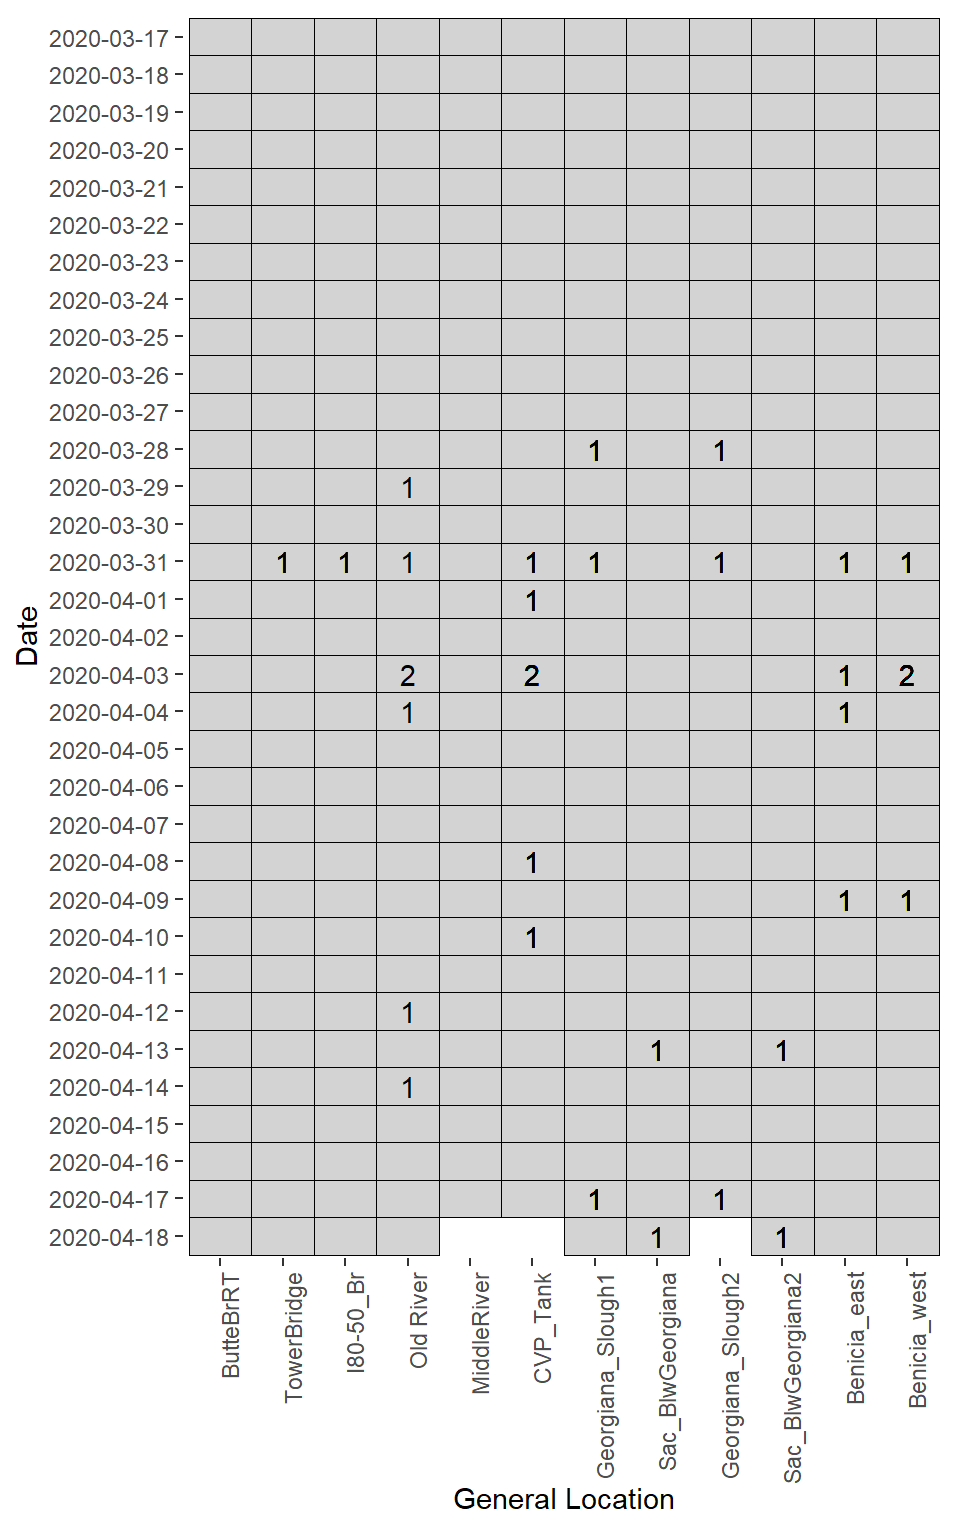 2020-03-17
2020-03-18
2020-03-19
2020-03-20
2020-03-21
2020-03-22
2020-03-23
2020-03-24
2020-03-25
2020-03-26
2020-03-27
2020-03-28 1 1
2020-03-29 1
2020-03-30
2020-03-31 1 1 1 1 1 1 1 1
2020-04-01 1
2020-04-02
2020-04-03 2 2 1 2
2020-04-04 1 1
2020-04-05
2020-04-06
2020-04-07
2020-04-08 1
2020-04-09 1 1
2020-04-10 1
2020-04-11
2020-04-12 1
2020-04-13 1 1
2020-04-14 1
2020-04-15
2020-04-16
2020-04-17 1 1
2020-04-18 1 1
Date
ButteBrRT
TowerBridge
I80-50_Br
Old River
MiddleRiver
CVP_Tank
Georgiana_Slough1
Sac_BlwGeorgiana
Georgiana_Slough2
Sac_BlwGeorgiana2
Benicia_east
Benicia_west
General Location